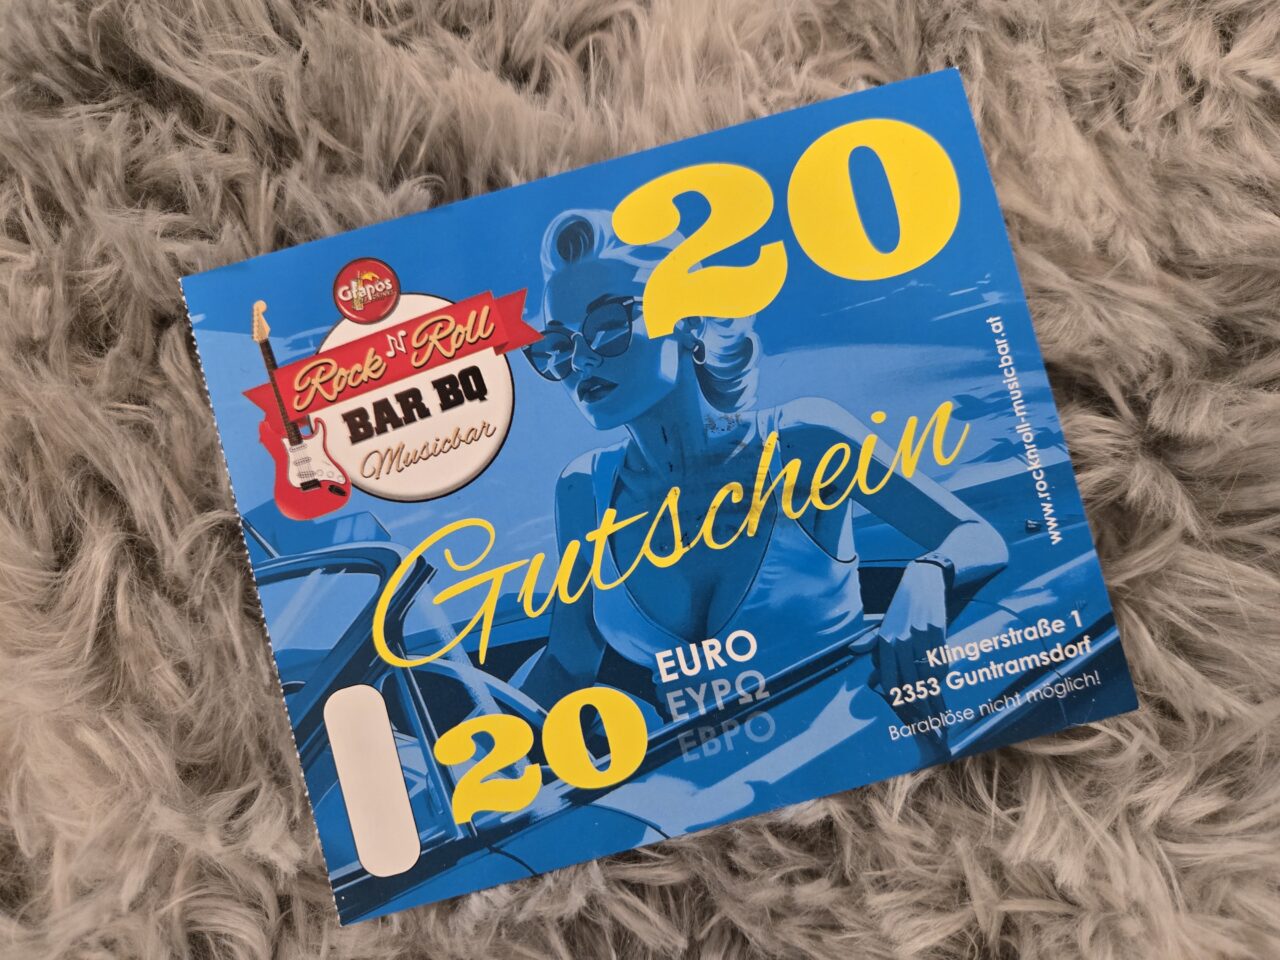 20
Grapos
Rock N Roll
BAR BQ
Musicbar
www.rocknroll-musicbar.at
Gutschein
EURO
ΕΥΡΩ
ЕВРО
20
Klingerstraße 1
2353 Guntramsdorf
Barablöse nicht möglich!